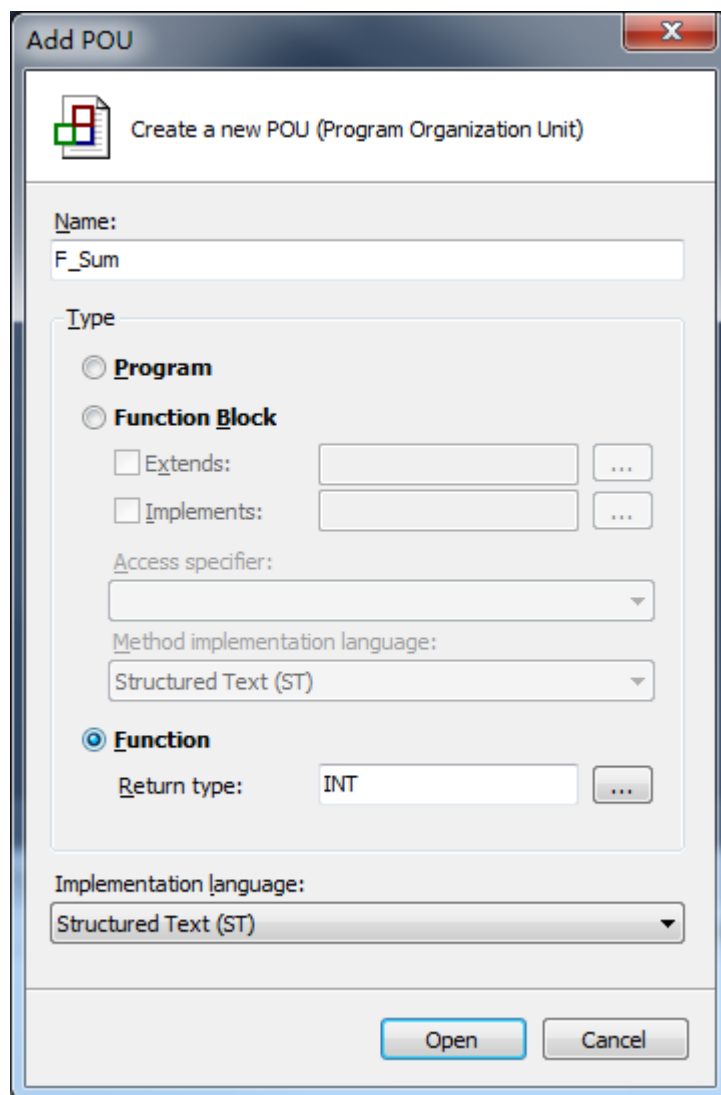 Add POU
Create a new POU (Program Organization Unit)
Name:
F_Sum
Type
Program
Function Block
Extends:
...
Implements:
...
Access specifier:
Method implementation language:
Structured Text (ST)
Function
Return type:
INT
...
Implementation language:
Structured Text (ST)
Open
Cancel